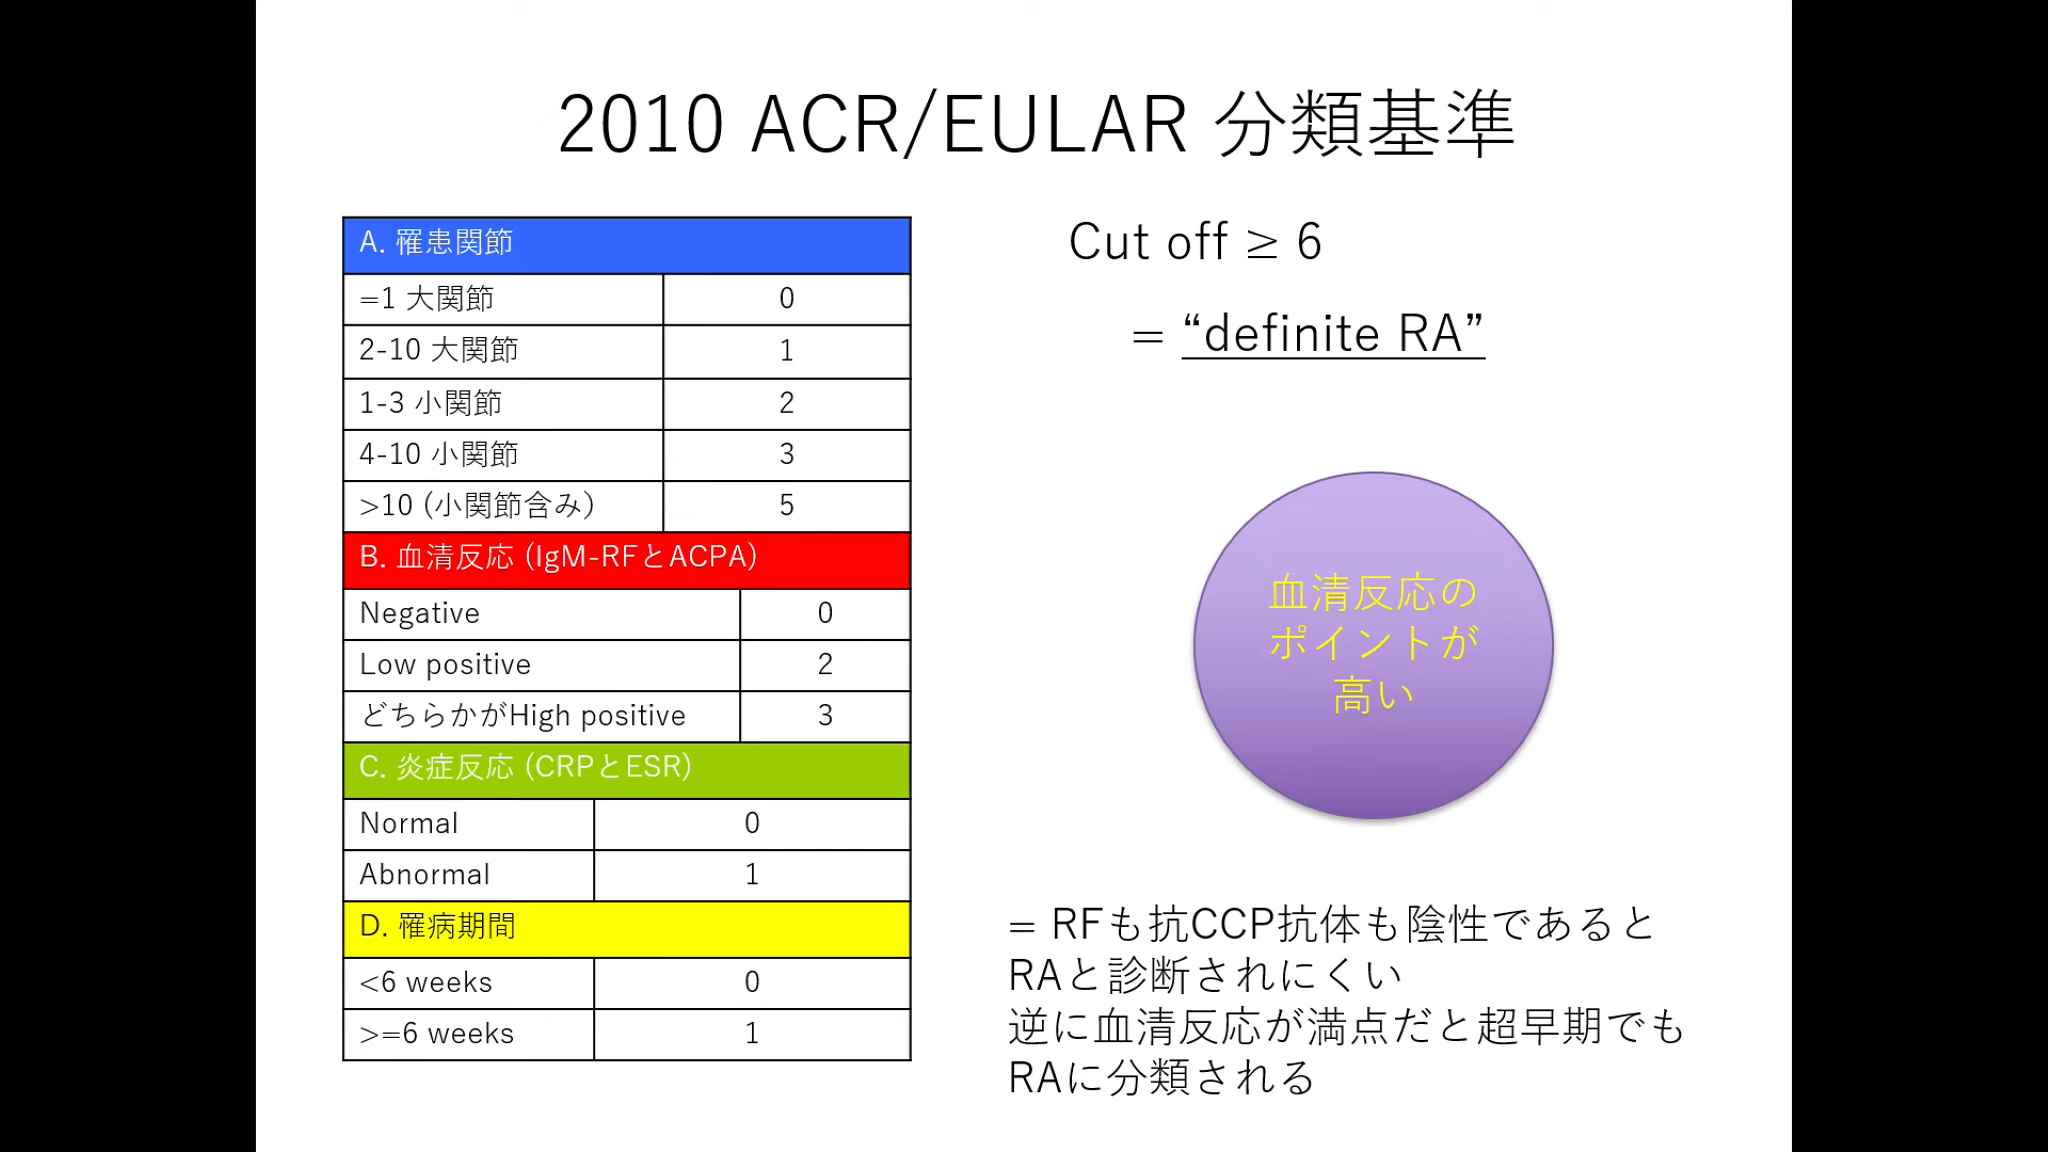 2010 ACR/EULAR 分類基準
A. 罹患関節
=1 大関節 0
2-10 大関節 1
1-3 小関節 2
4-10 小関節 3
>10 (小関節含み) 5
B. 血清反応 (IgM-RFとACPA)
Negative 0
Low positive 2
どちらかがHigh positive 3
C. 炎症反応 (CRPとESR)
Normal 0
Abnormal 1
D. 罹病期間
<6 weeks 0
>=6 weeks 1
Cut off ≥ 6
= “definite RA”
血清反応の
ポイントが
高い
= RFも抗CCP抗体も陰性であると
RAと診断されにくい
逆に血清反応が満点だと超早期でも
RAに分類される